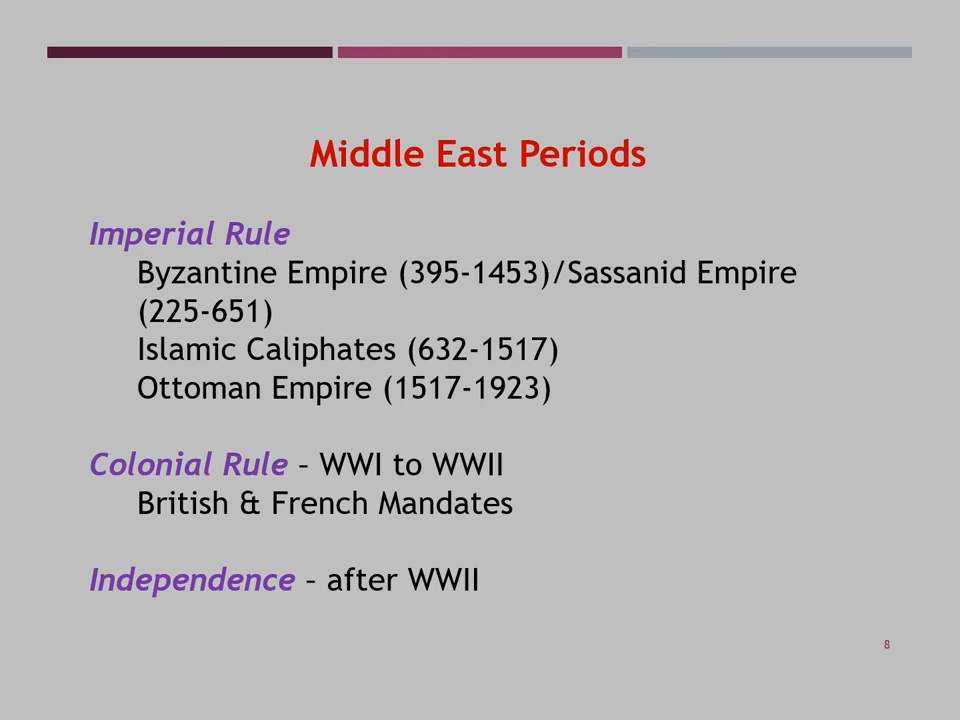 Middle East Periods
Imperial Rule
Byzantine Empire (395-1453)/Sassanid Empire
(225-651)
Islamic Caliphates (632-1517)
Ottoman Empire (1517-1923)
Colonial Rule – WWI to WWII
British & French Mandates
Independence – after WWII
8